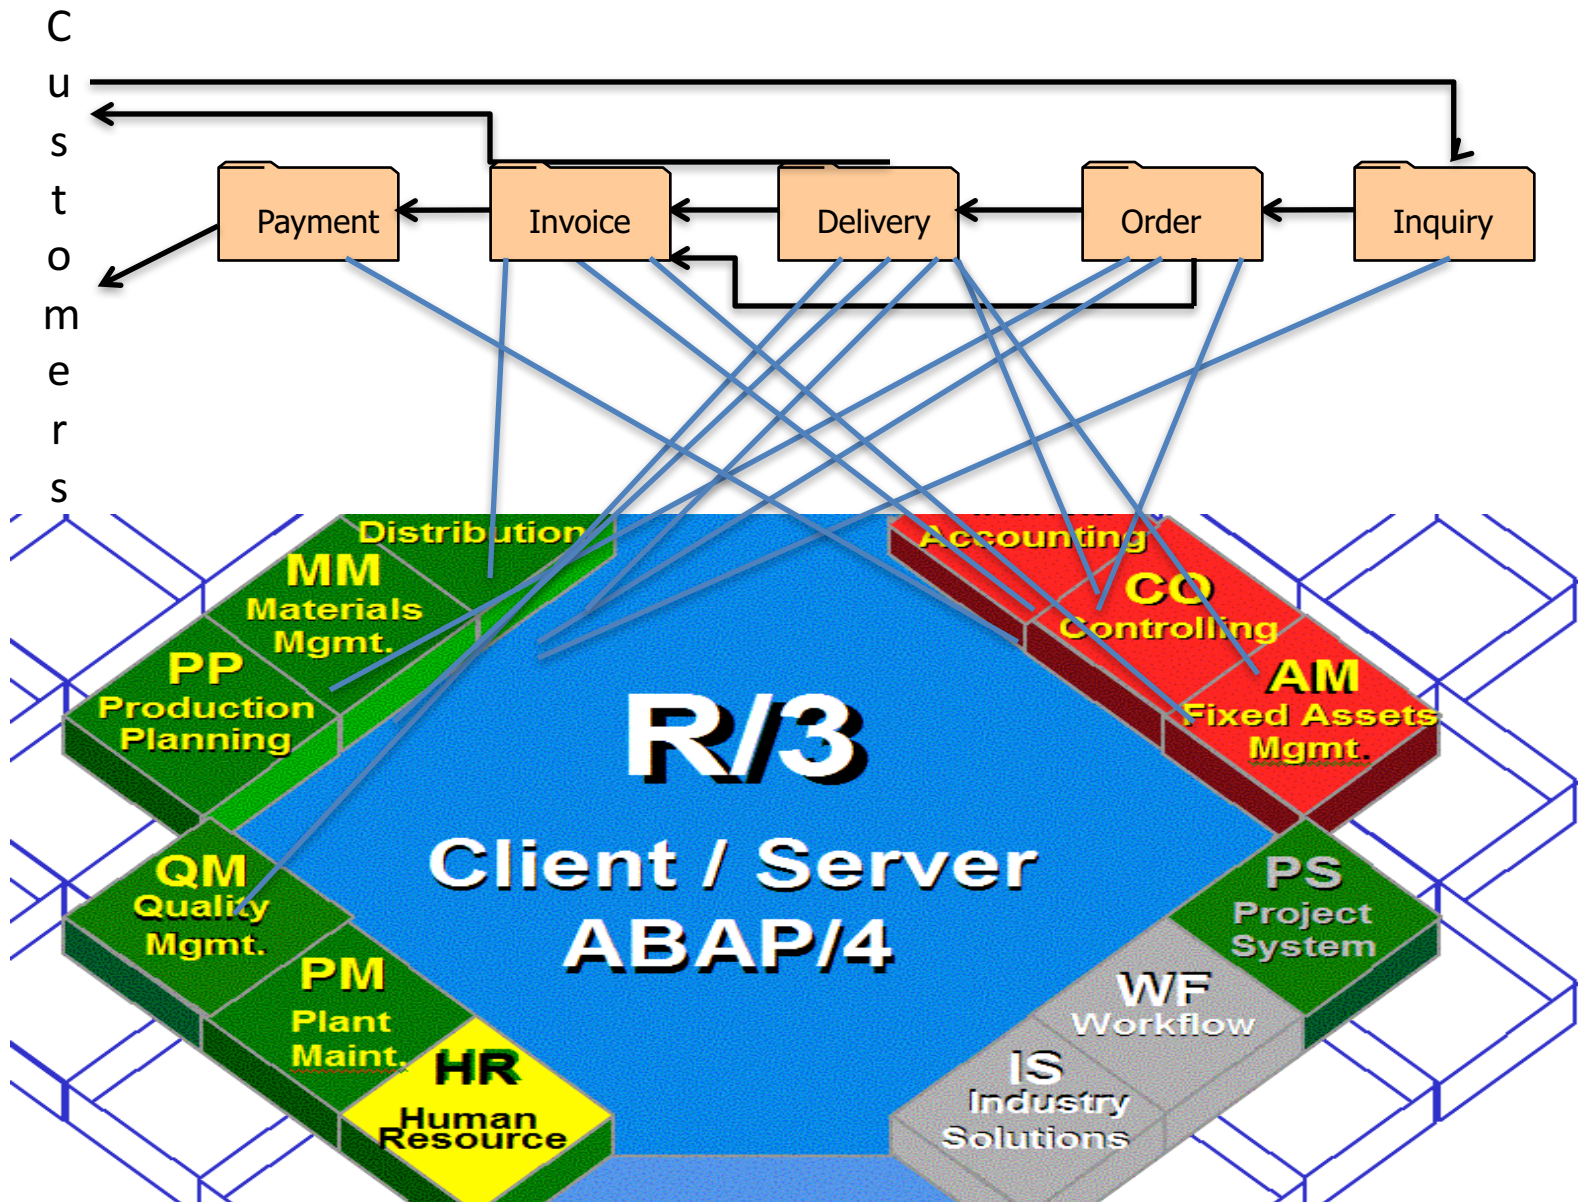 Customers
Payment
Invoice
Delivery
Order
Inquiry
Distribution
MM
Materials
Mgmt.
PP
Production
Planning
QM
Quality
Mgmt.
PM
Plant
Maint.
HR
Human
Resource
R/3
Client / Server
ABAP/4
Accounting
CO
Controlling
AM
Fixed Assets
Mgmt.
PS
Project
System
WF
Workflow
IS
Industry
Solutions